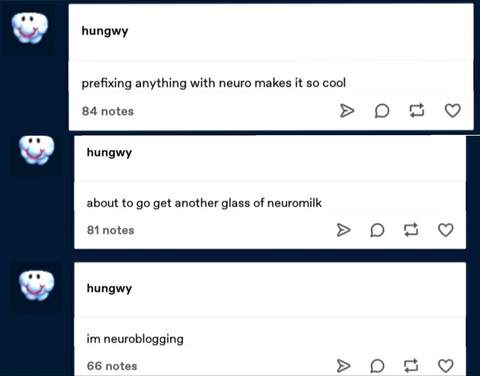 hungwy
prefixing anything with neuro makes it so cool
84 notes
hungwy
about to go get another glass of neuromilk
81 notes
hungwy
im neuroblogging
66 notes